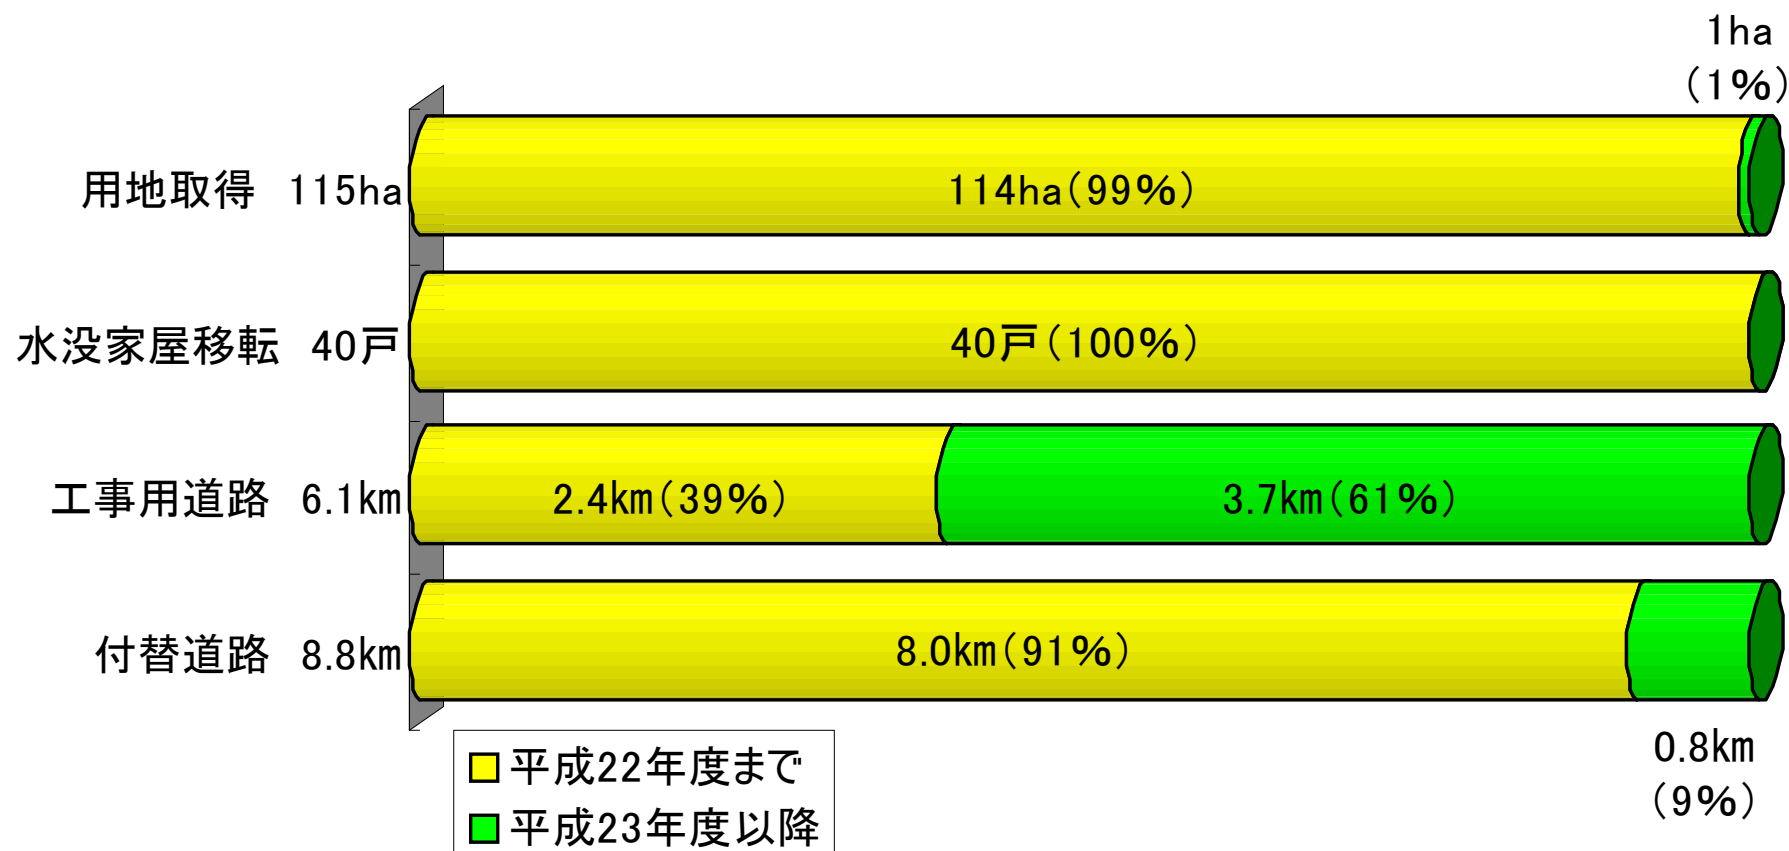 1ha
（1％）
用地取得　115ha
114ha（99％）
水没家屋移転　40戸
40戸（100％）
工事用道路　6.1km
2.4km（39％）
3.7km（61％）
付替道路　8.8km
8.0km（91％）
0.8km
（9％）
平成22年度まで
平成23年度以降